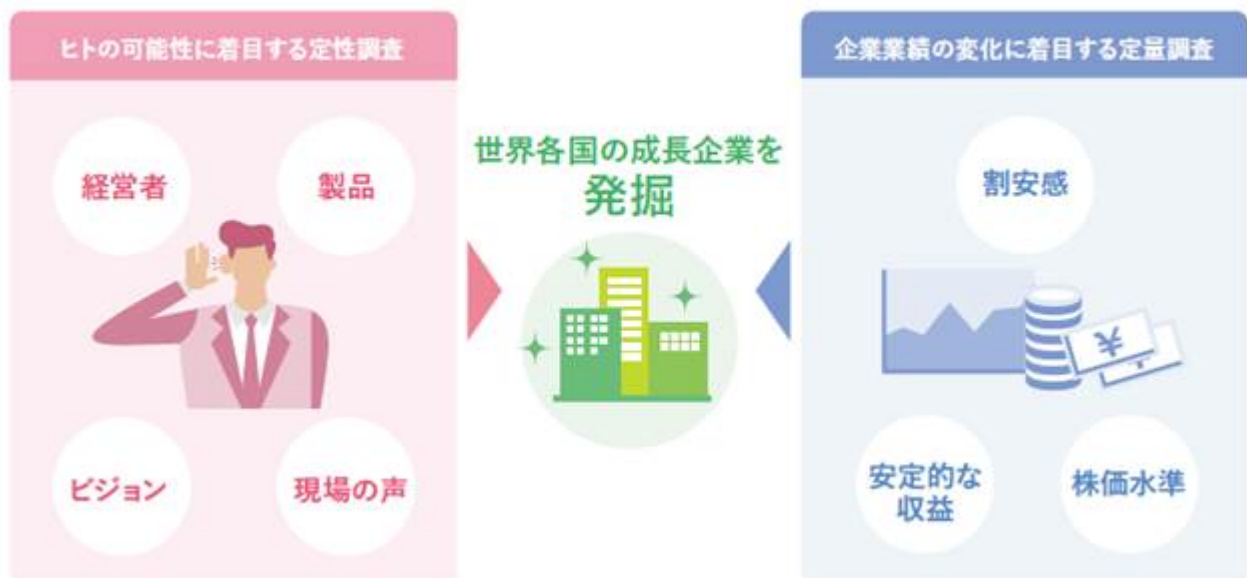 ヒトの可能性に着目する定性調査
経営者
製品
ビジョン
現場の声
世界各国の成長企業を
発掘
企業業績の変化に着目する定量調査
割安感
¥
安定的な
収益
株価水準